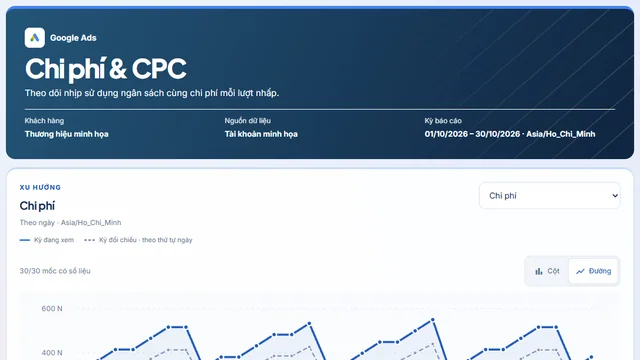 Google Ads
Chi phí & CPC
Theo dõi nhịp sử dụng ngân sách cùng chi phí mỗi lượt nhấp.
Khách hàng
Thương hiệu minh họa
Nguồn dữ liệu
Tài khoản minh họa
Kỳ báo cáo
01/10/2026 – 30/10/2026 · Asia/Ho_Chi_Minh
XU HƯỚNG
Chi phí
Theo ngày · Asia/Ho_Chi_Minh
Chi phí
Kỳ đang xem
Kỳ đối chiếu · theo thứ tự ngày
30/30 mốc có số liệu
Cột
Đường
600 N
400 N